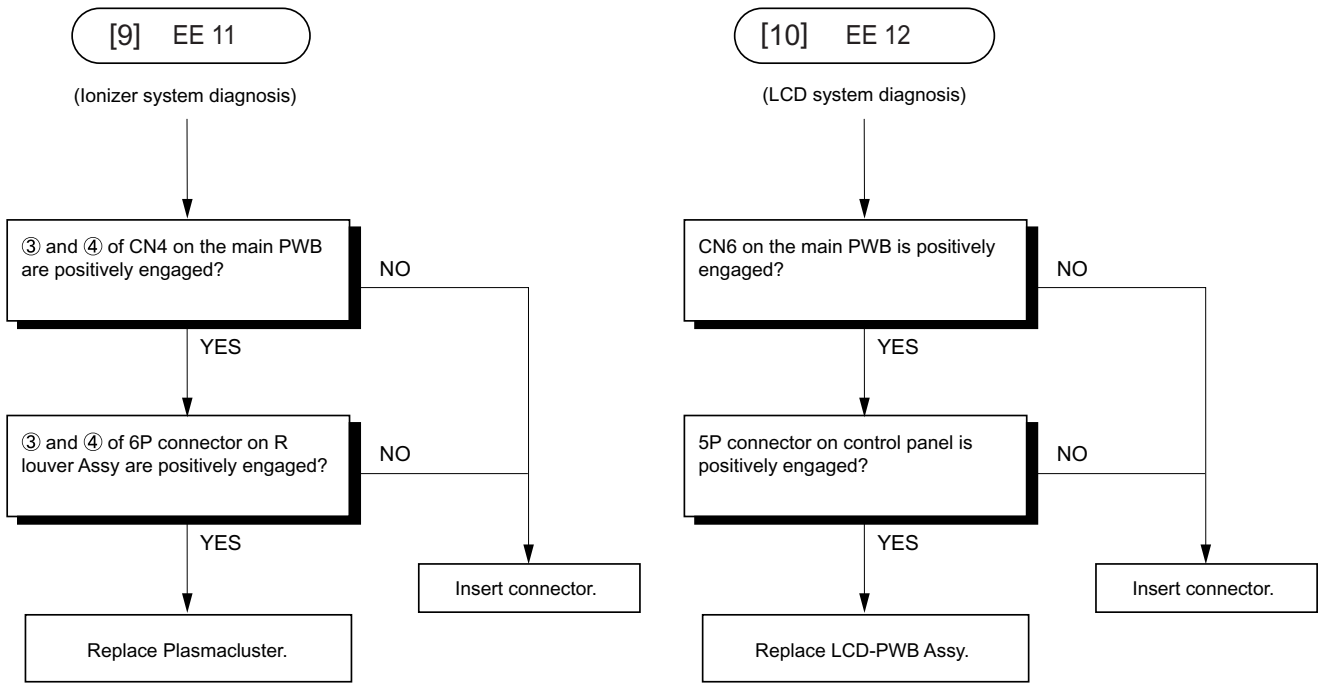 [9] EE 11
(Ionizer system diagnosis)
③ and ④ of CN4 on the main PWB
are positively engaged?
NO
YES
③ and ④ of 6P connector on R
louver Assy are positively engaged?
NO
YES
Insert connector.
Replace Plasmacluster.
[10] EE 12
(LCD system diagnosis)
CN6 on the main PWB is positively
engaged?
NO
YES
5P connector on control panel is
positively engaged?
NO
YES
Insert connector.
Replace LCD-PWB Assy.